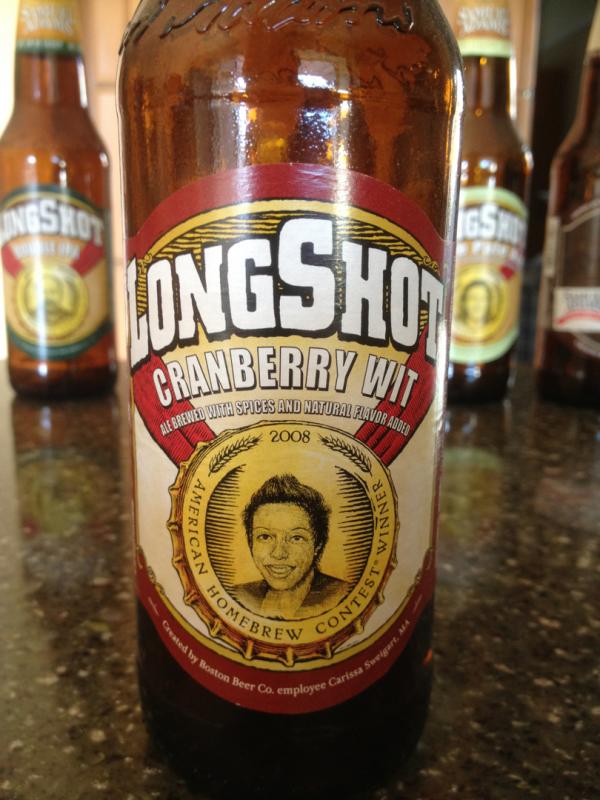 LONGSHOT
CRANBERRY WIT
ALE BREWED WITH SPICES AND NATURAL FLAVOR ADDED
2008
AMERICAN HOMEBREW CONTEST® WINNER
Created by Boston Beer Co. employee Carissa Sweigart, MA
LONGSHOT
NGSHOT